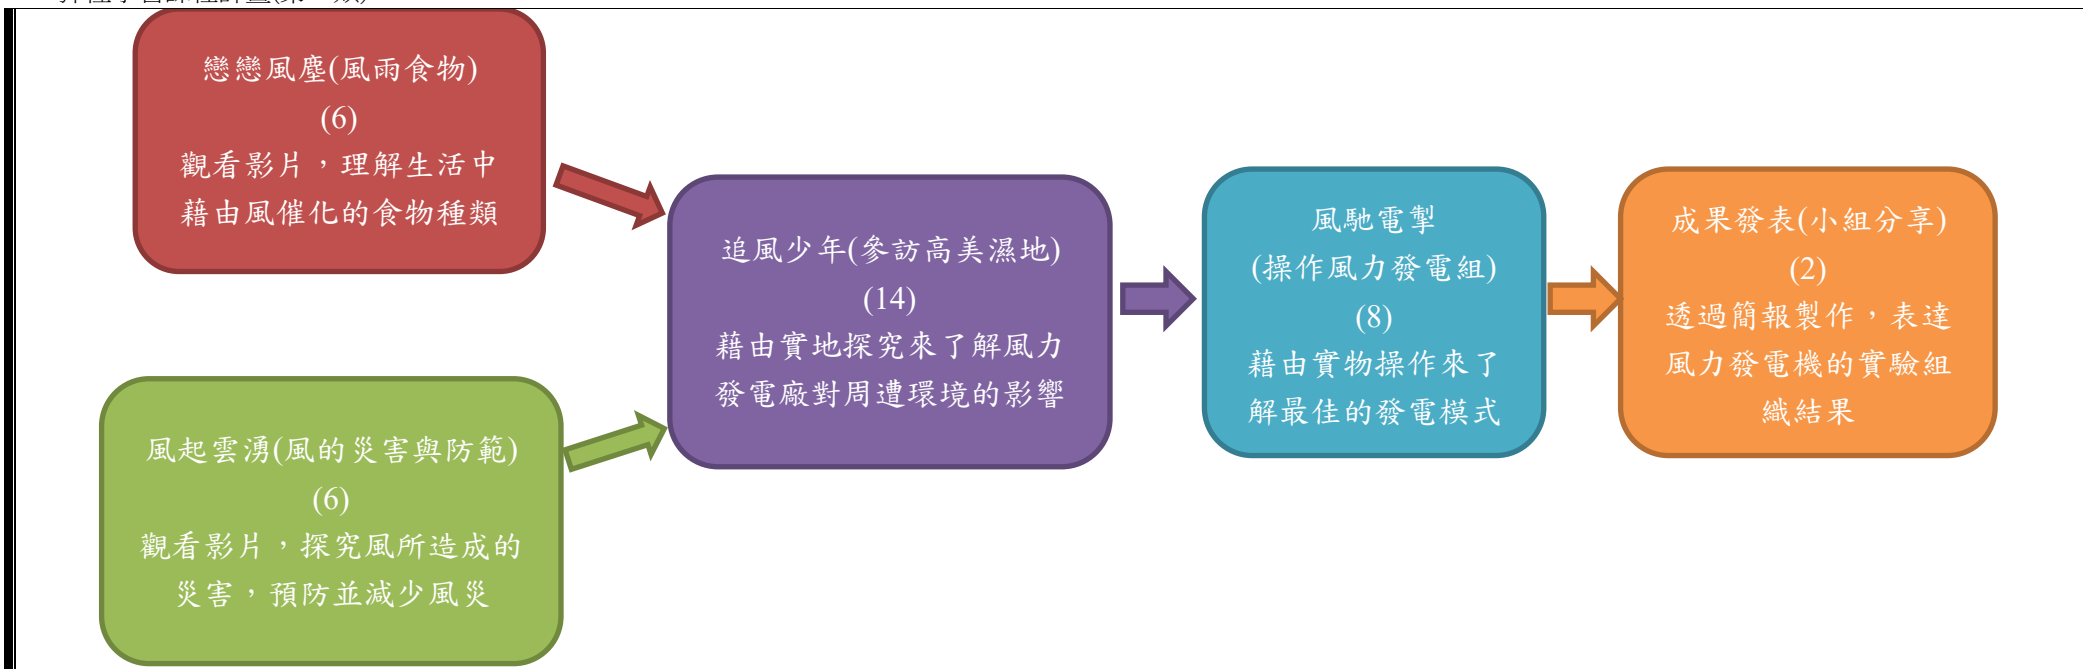 戀戀風塵(風雨食物)
(6)
觀看影片，理解生活中
藉由風催化的食物種類
風起雲湧(風的災害與防範)
(6)
觀看影片，探究風所造成的
災害，預防並減少風災
追風少年(參訪高美濕地)
(14)
藉由實地探究來了解風力
發電廠對周遭環境的影響
風馳電掣
(操作風力發電組)
(8)
藉由實物操作來了
解最佳的發電模式
成果發表(小組分享)
(2)
透過簡報製作，表達
風力發電機的實驗組
織結果